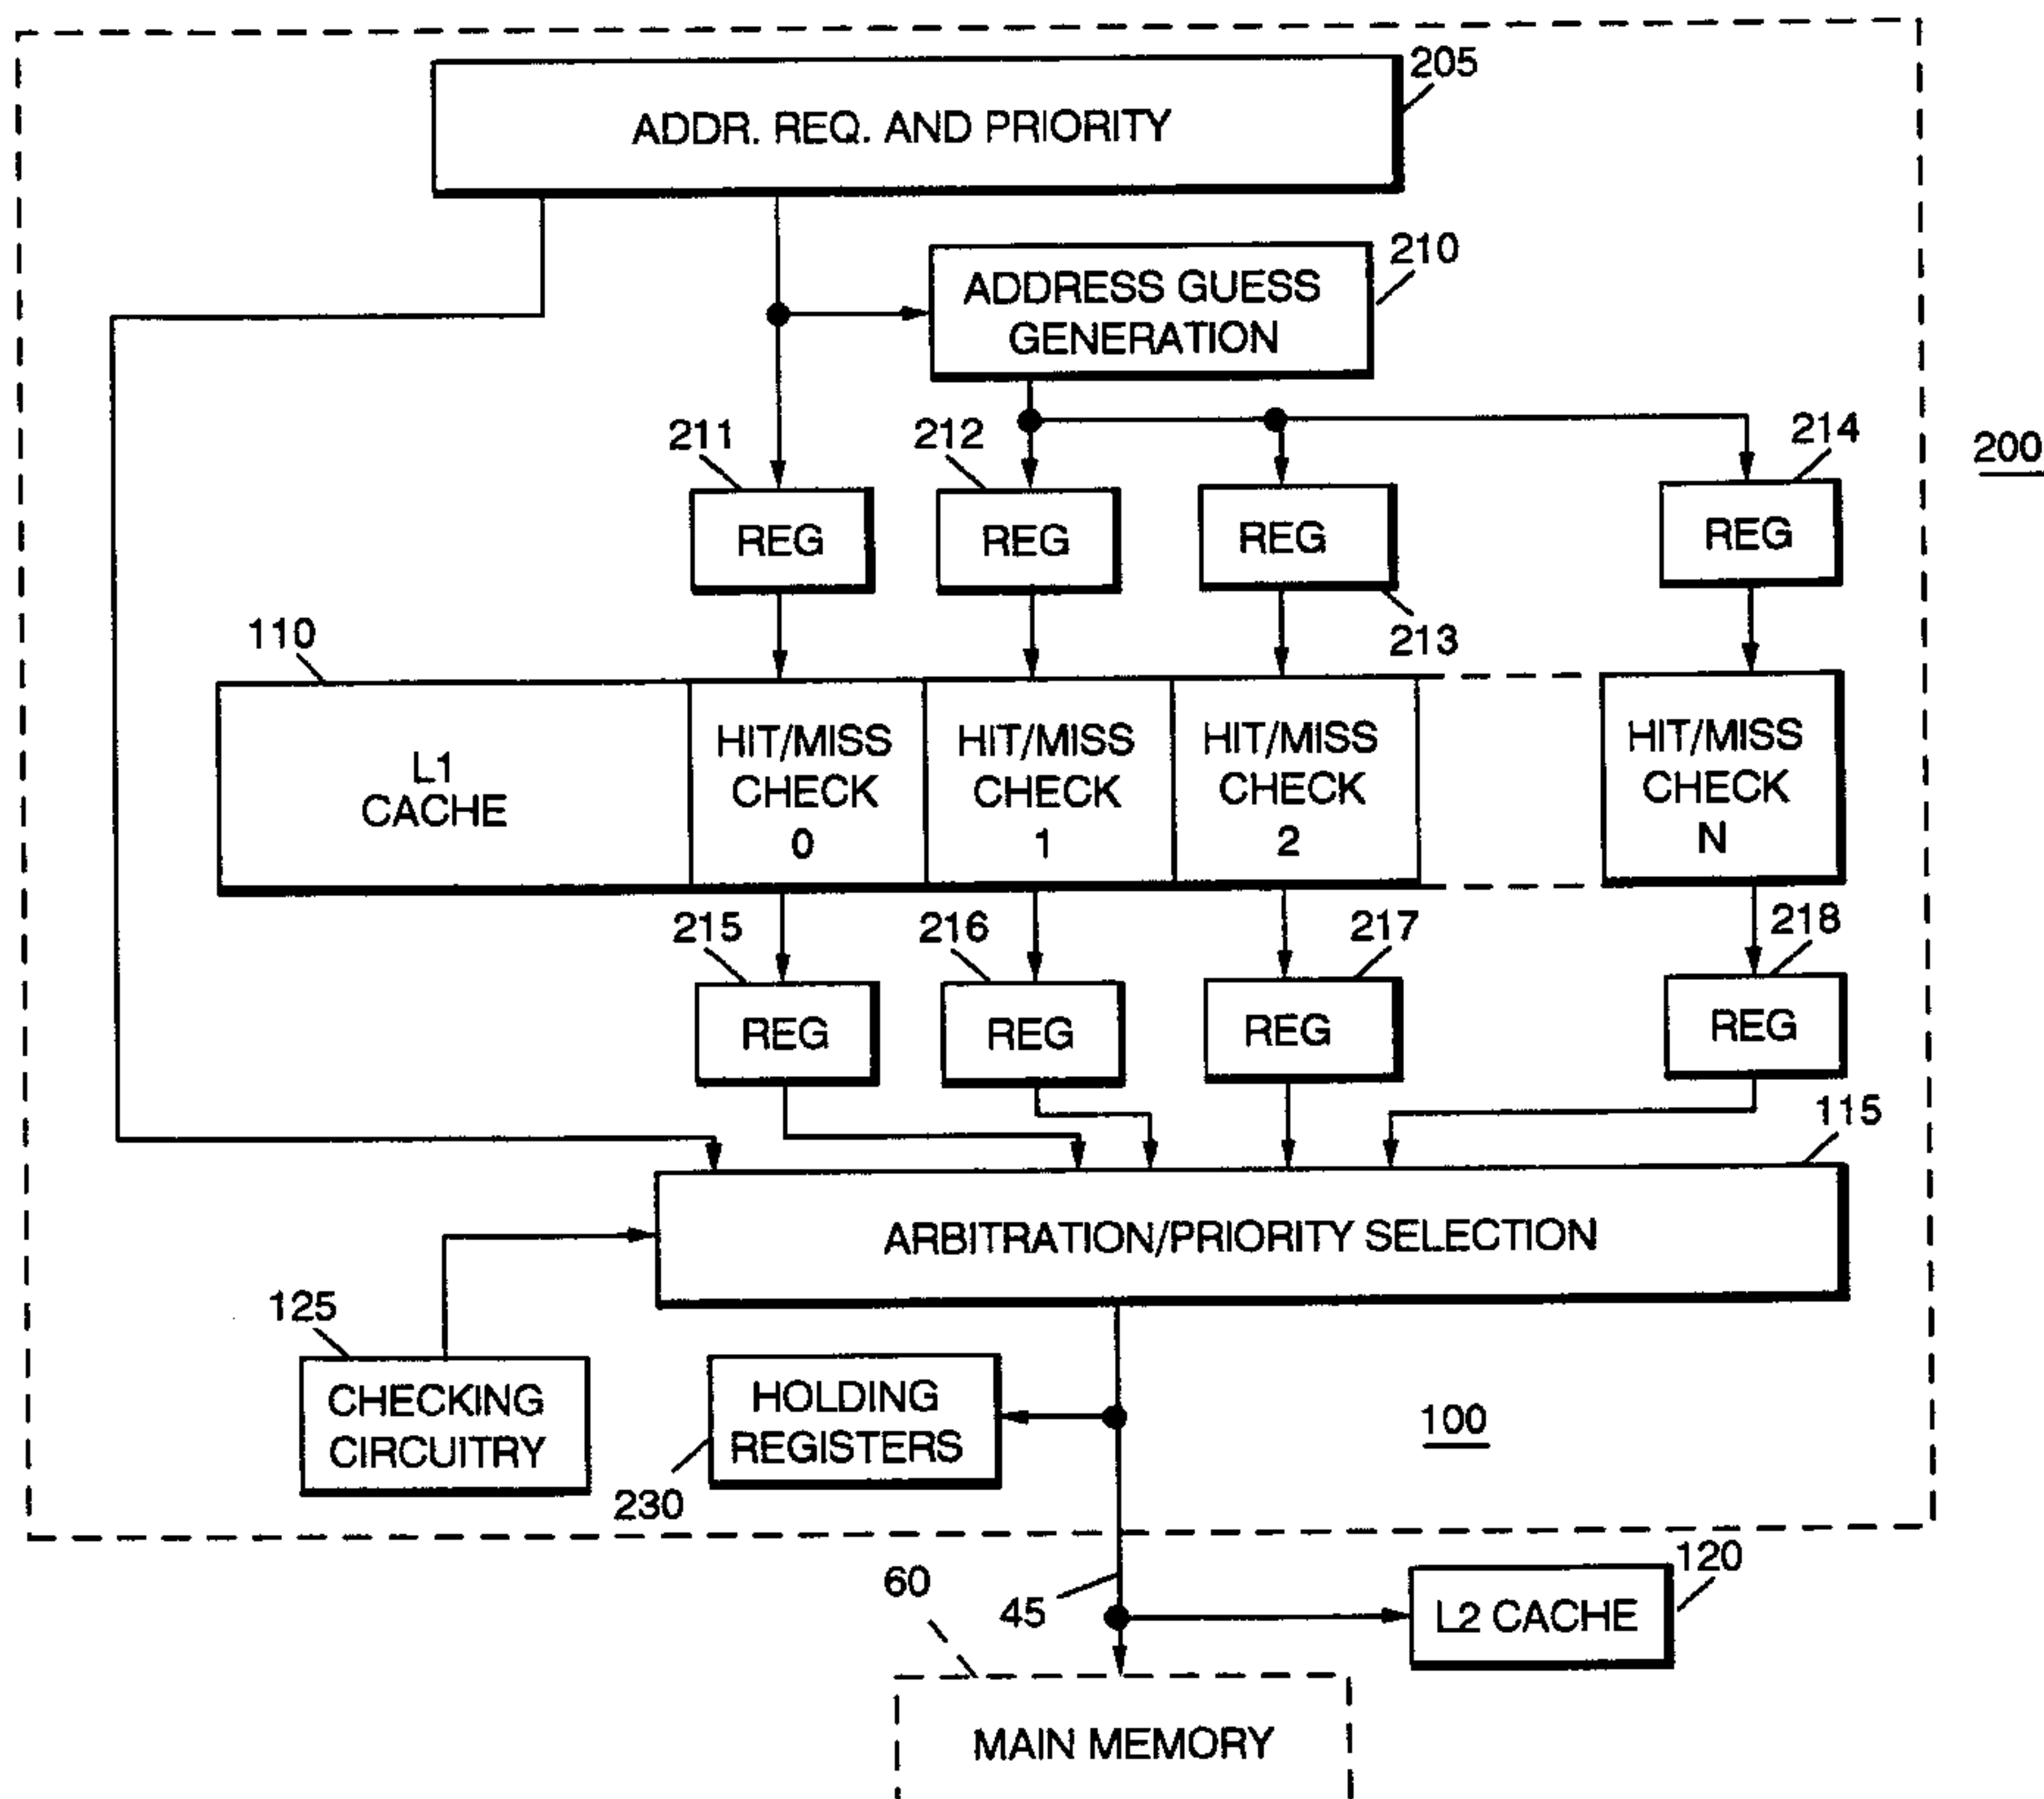 205
ADDR. REQ. AND PRIORITY
210
ADDRESS GUESS
GENERATION
211
212
214
200
REG
REG
REG
REG
213
110
L1
CACHE
HIT/MISS
CHECK
0
HIT/MISS
CHECK
1
HIT/MISS
CHECK
2
HIT/MISS
CHECK
N
215
216
217
218
REG
REG
REG
REG
115
ARBITRATION/PRIORITY SELECTION
125
CHECKING
CIRCUITRY
HOLDING
REGISTERS
230
100
60
45
120
L2 CACHE
MAIN MEMORY